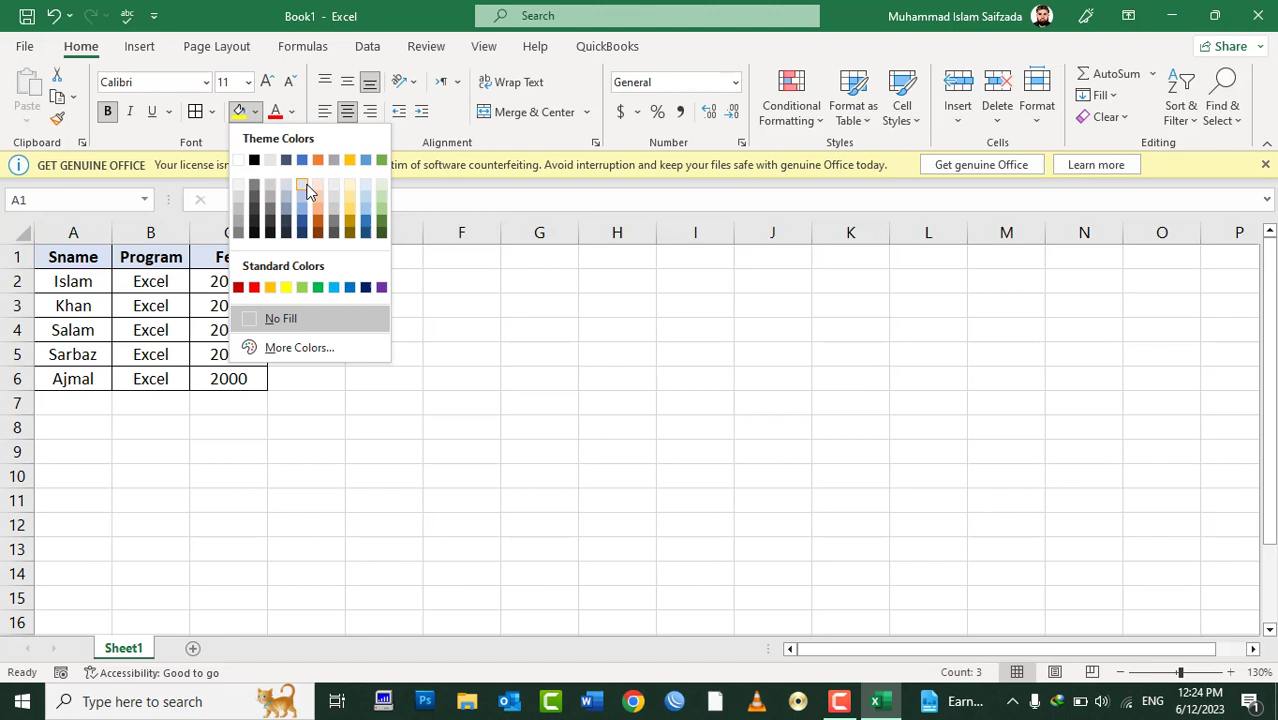 Book1 - Excel
Search
Muhammad Islam Saifzada
File Home Insert Page Layout Formulas Data Review View Help QuickBooks Share
Paste
Calibri 11
B I U A
Wrap Text
Merge & Center
General
$ % ,
Conditional Formatting
Format as Table
Cell Styles
Insert Delete Format
AutoSum
Fill
Clear
Sort & Filter
Find & Select
Clipboard Font Alignment Number Styles Cells Editing
GET GENUINE OFFICE Your license isn tim of software counterfeiting. Avoid interruption and keep your files safe with genuine Office today. Get genuine Office Learn more
A1
Theme Colors
Standard Colors
No Fill
More Colors...
A B C F G H I J K L M N O P
1 Sname Program Fe
2 Islam Excel 20
3 Khan Excel 20
4 Salam Excel 20
5 Sarbaz Excel 20
6 Ajmal Excel 2000
7
8
9
10
11
12
13
14
15
16
Sheet1
Ready Accessibility: Good to go Count: 3 130%
Type here to search
Earn...
ENG
12:24 PM
6/12/2023